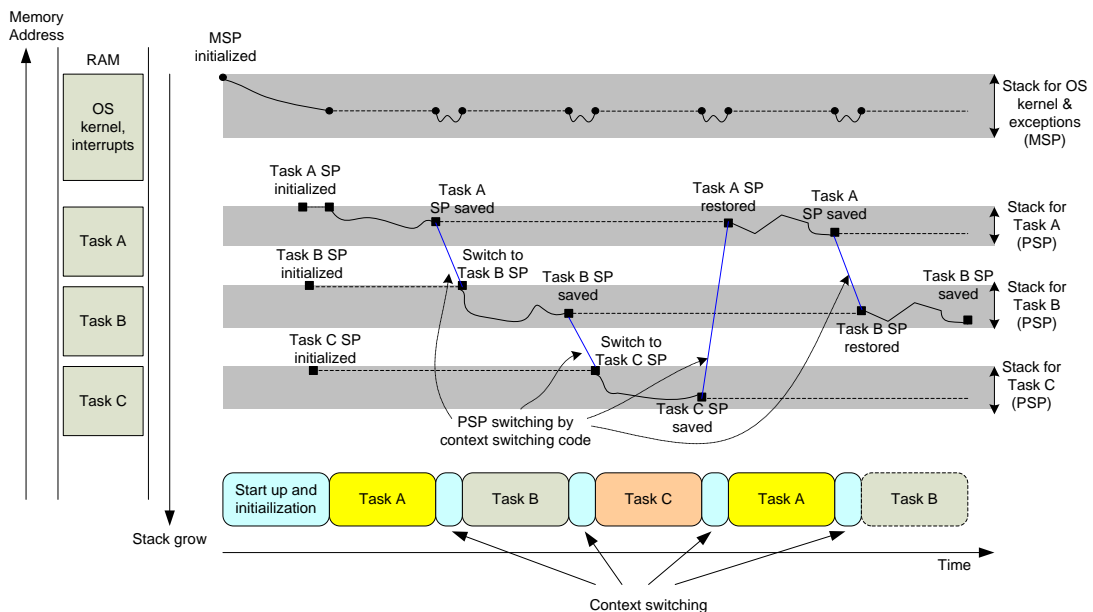 Memory
Address
RAM
OS
kernel,
interrupts
Task A
Task B
Task C
Stack grow
MSP
initialized
Stack for OS
kernel &
exceptions
(MSP)
Task A SP
initialized
Task A
SP saved
Task A SP
restored
Task A
SP saved
Stack for
Task A
(PSP)
Task B SP
initialized
Switch to
Task B SP
Task B SP
saved
Task B SP
saved
Stack for
Task B
(PSP)
Task B SP
restored
Task C SP
initialized
Switch to
Task C SP
Stack for
Task C
(PSP)
Task C SP
saved
PSP switching by
context switching code
Start up and
initiailization
Task A
Task B
Task C
Task A
Task B
Time
Context switching